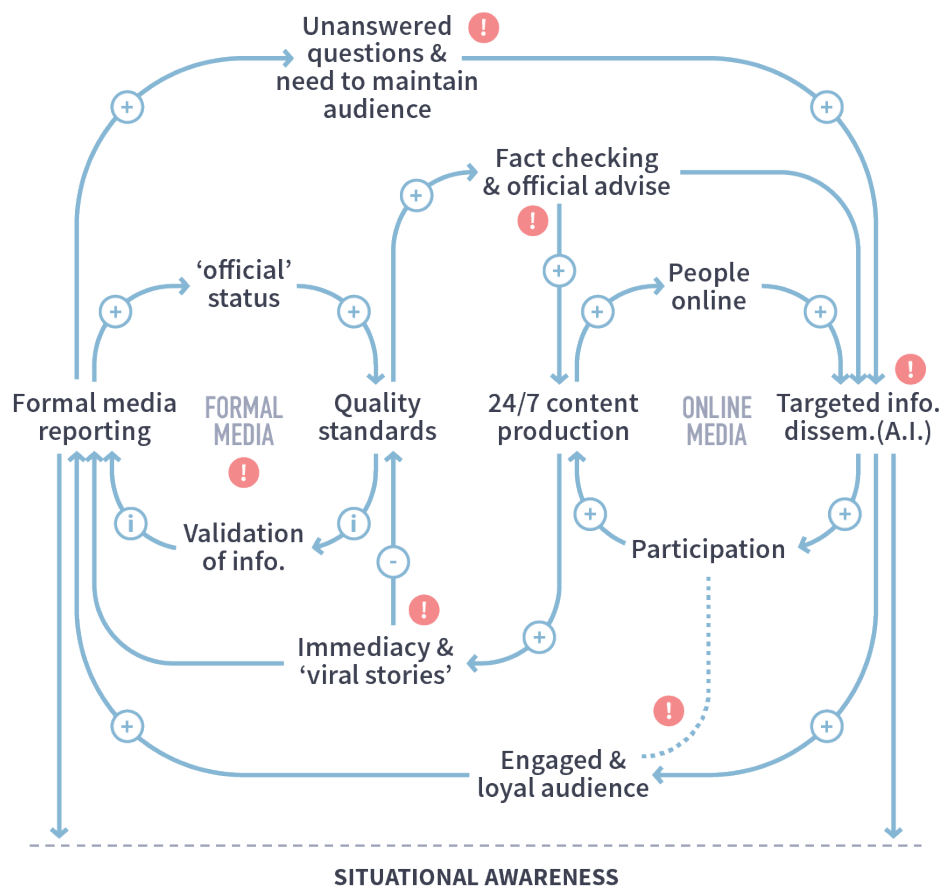 Unanswered
questions &
need to maintain
audience
!
+
+
Fact checking
& official advise
!
+
+
'official'
status
+
+
People
online
+
+
Formal media
reporting
FORMAL
MEDIA
!
Quality
standards
24/7 content
production
ONLINE
MEDIA
Targeted info.
dissem.(A.I.)
!
i
Validation
of info.
i
-
+
Participation
+
Immediacy &
'viral stories'
!
+
!
+
Engaged &
loyal audience
+
SITUATIONAL AWARENESS